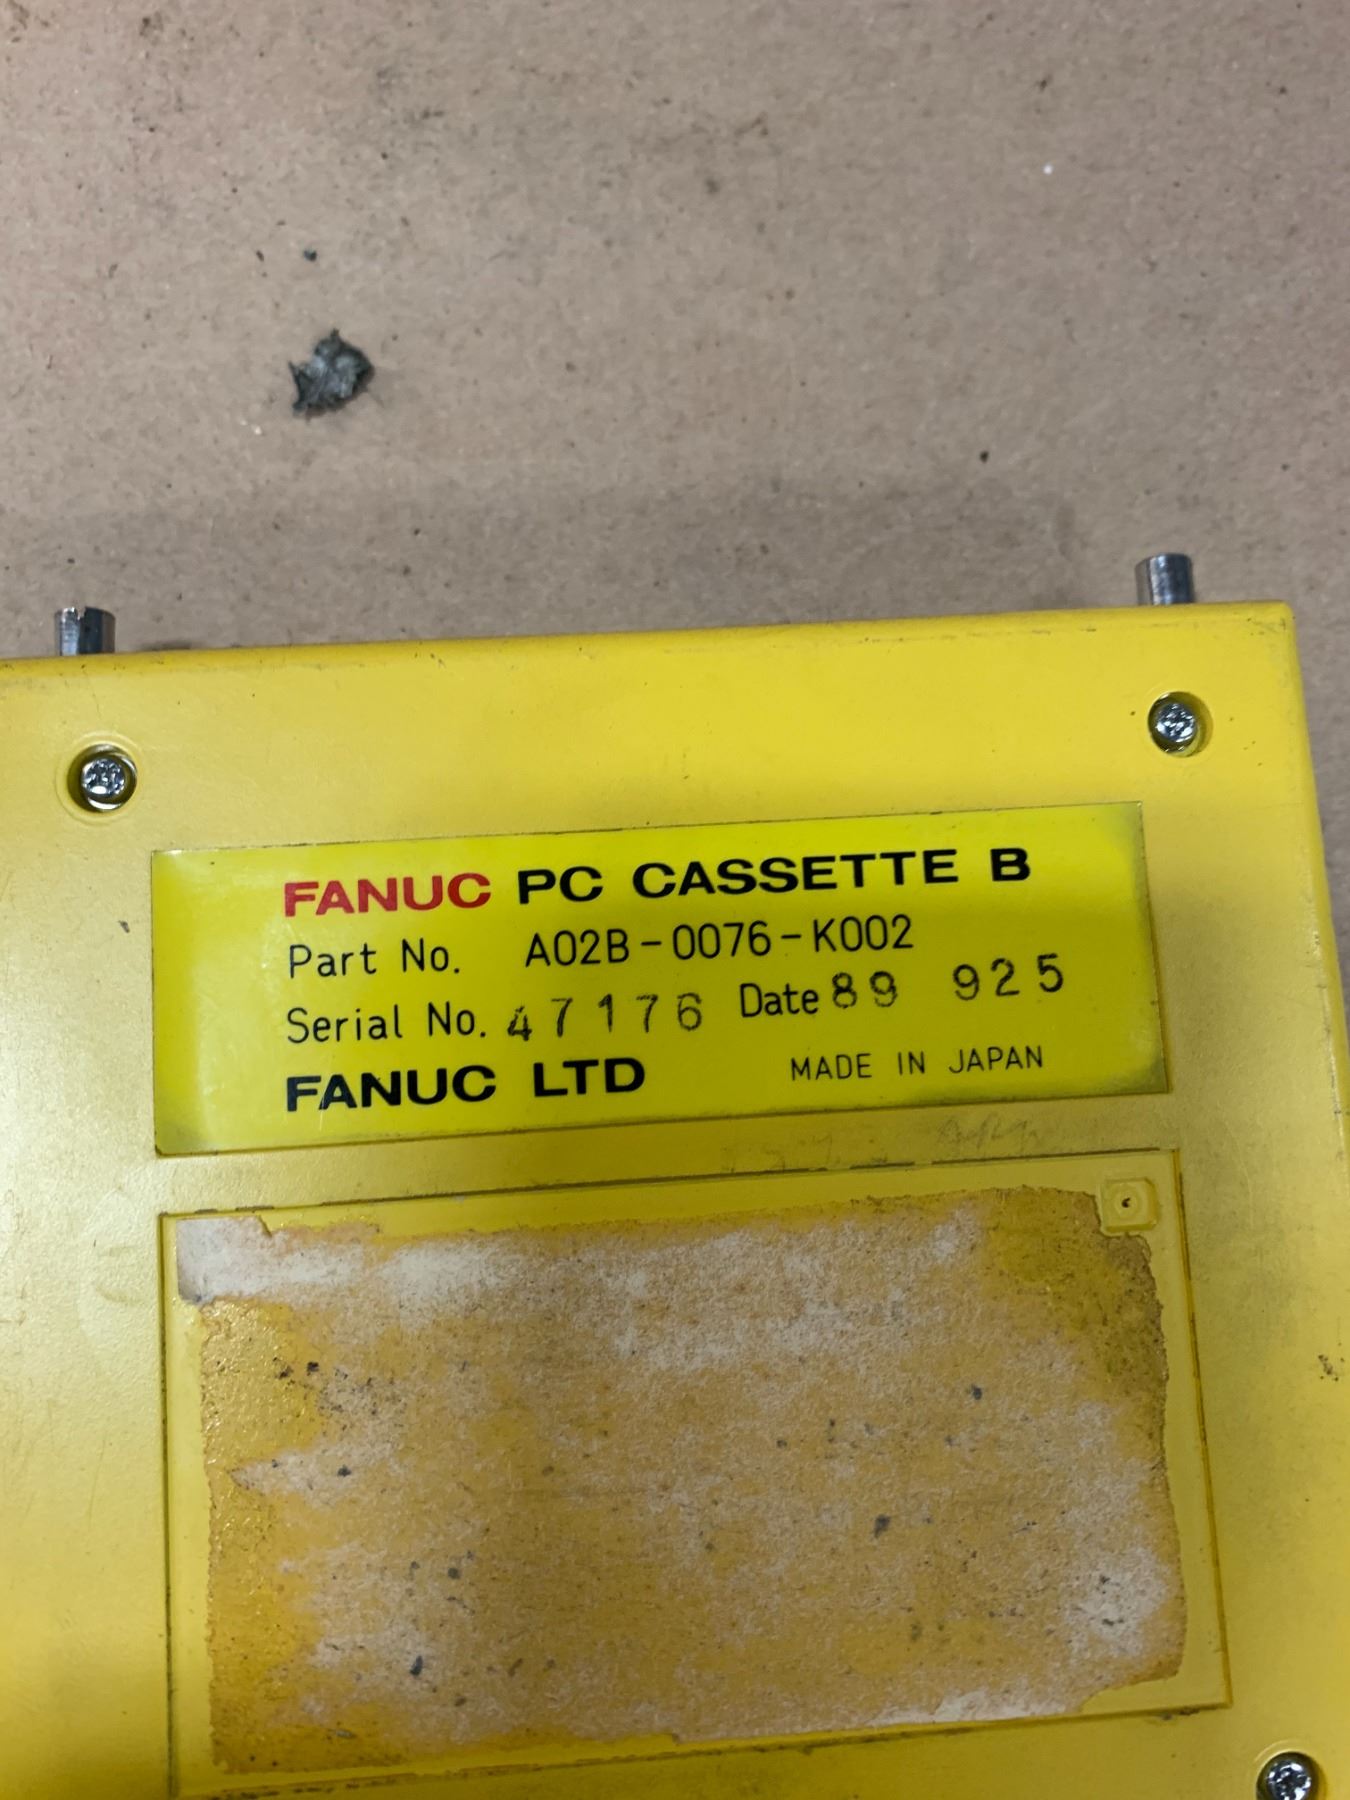 FANUC PC CASSETTE B
Part No. A02B-0076-K002
Serial No. 47176 Date 89 925
FANUC LTD MADE IN JAPAN